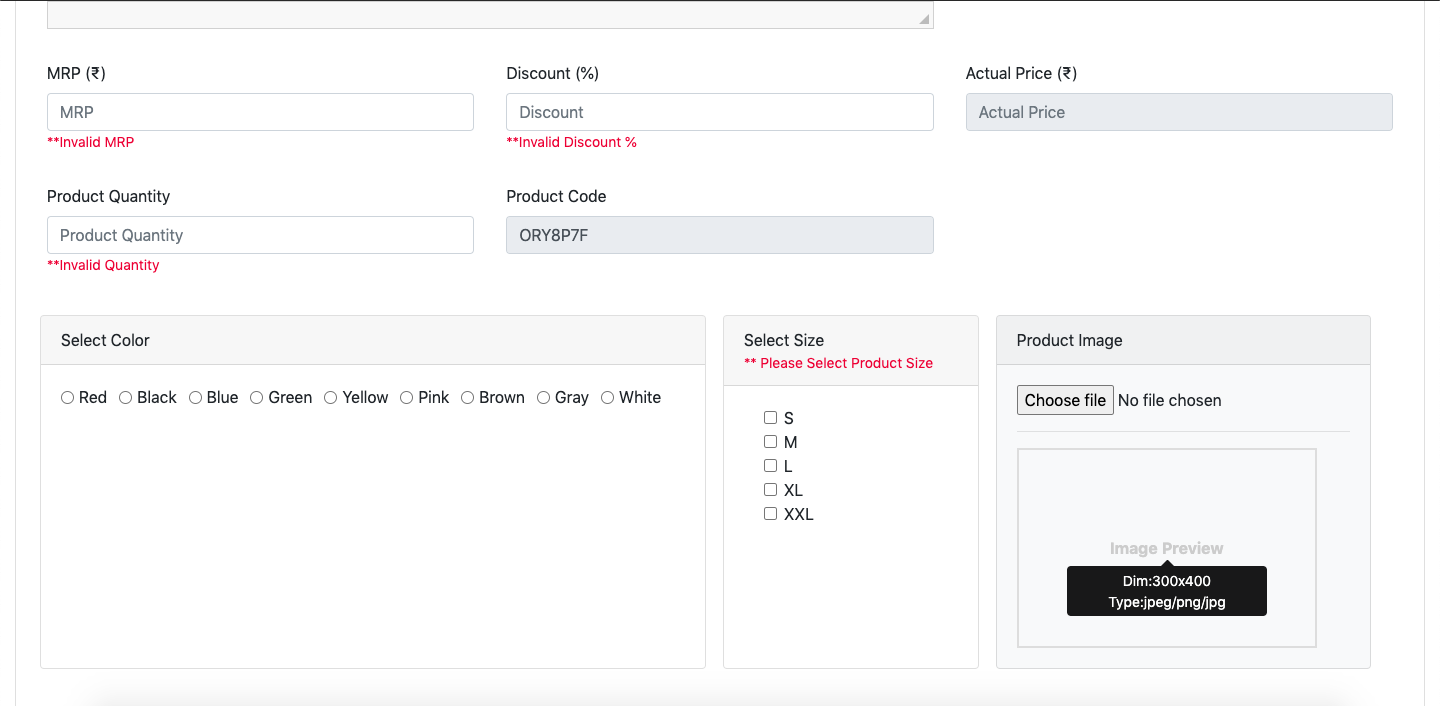 MRP (₹) Discount (%) Actual Price (₹)
MRP Discount Actual Price
**Invalid MRP **Invalid Discount %
Product Quantity Product Code
Product Quantity ORY8P7F
**Invalid Quantity
Select Color
Red Black Blue Green Yellow Pink Brown Gray White
Select Size
** Please Select Product Size
S
M
L
XL
XXL
Product Image
Choose file No file chosen
Image Preview
Dim:300x400
Type:jpeg/png/jpg